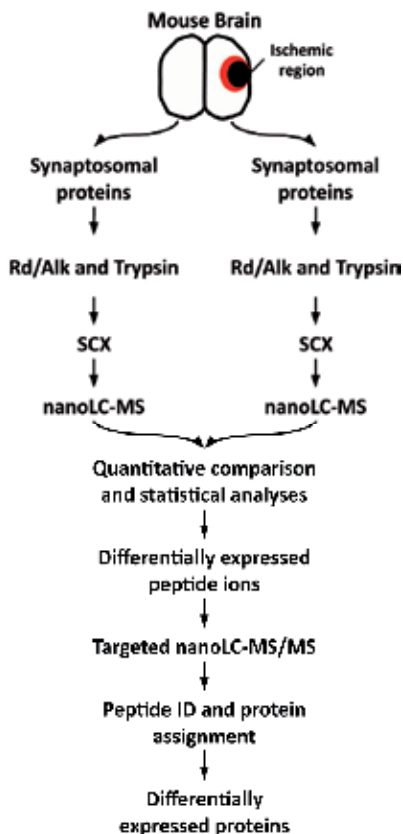 Mouse Brain
Ischemic
region
Synaptosomal
proteins
Synaptosomal
proteins
Rd/Alk and Trypsin
Rd/Alk and Trypsin
SCX
SCX
nanoLC-MS
nanoLC-MS
Quantitative comparison
and statistical analyses
Differentially expressed
peptide ions
Targeted nanoLC-MS/MS
Peptide ID and protein
assignment
Differentially
expressed proteins